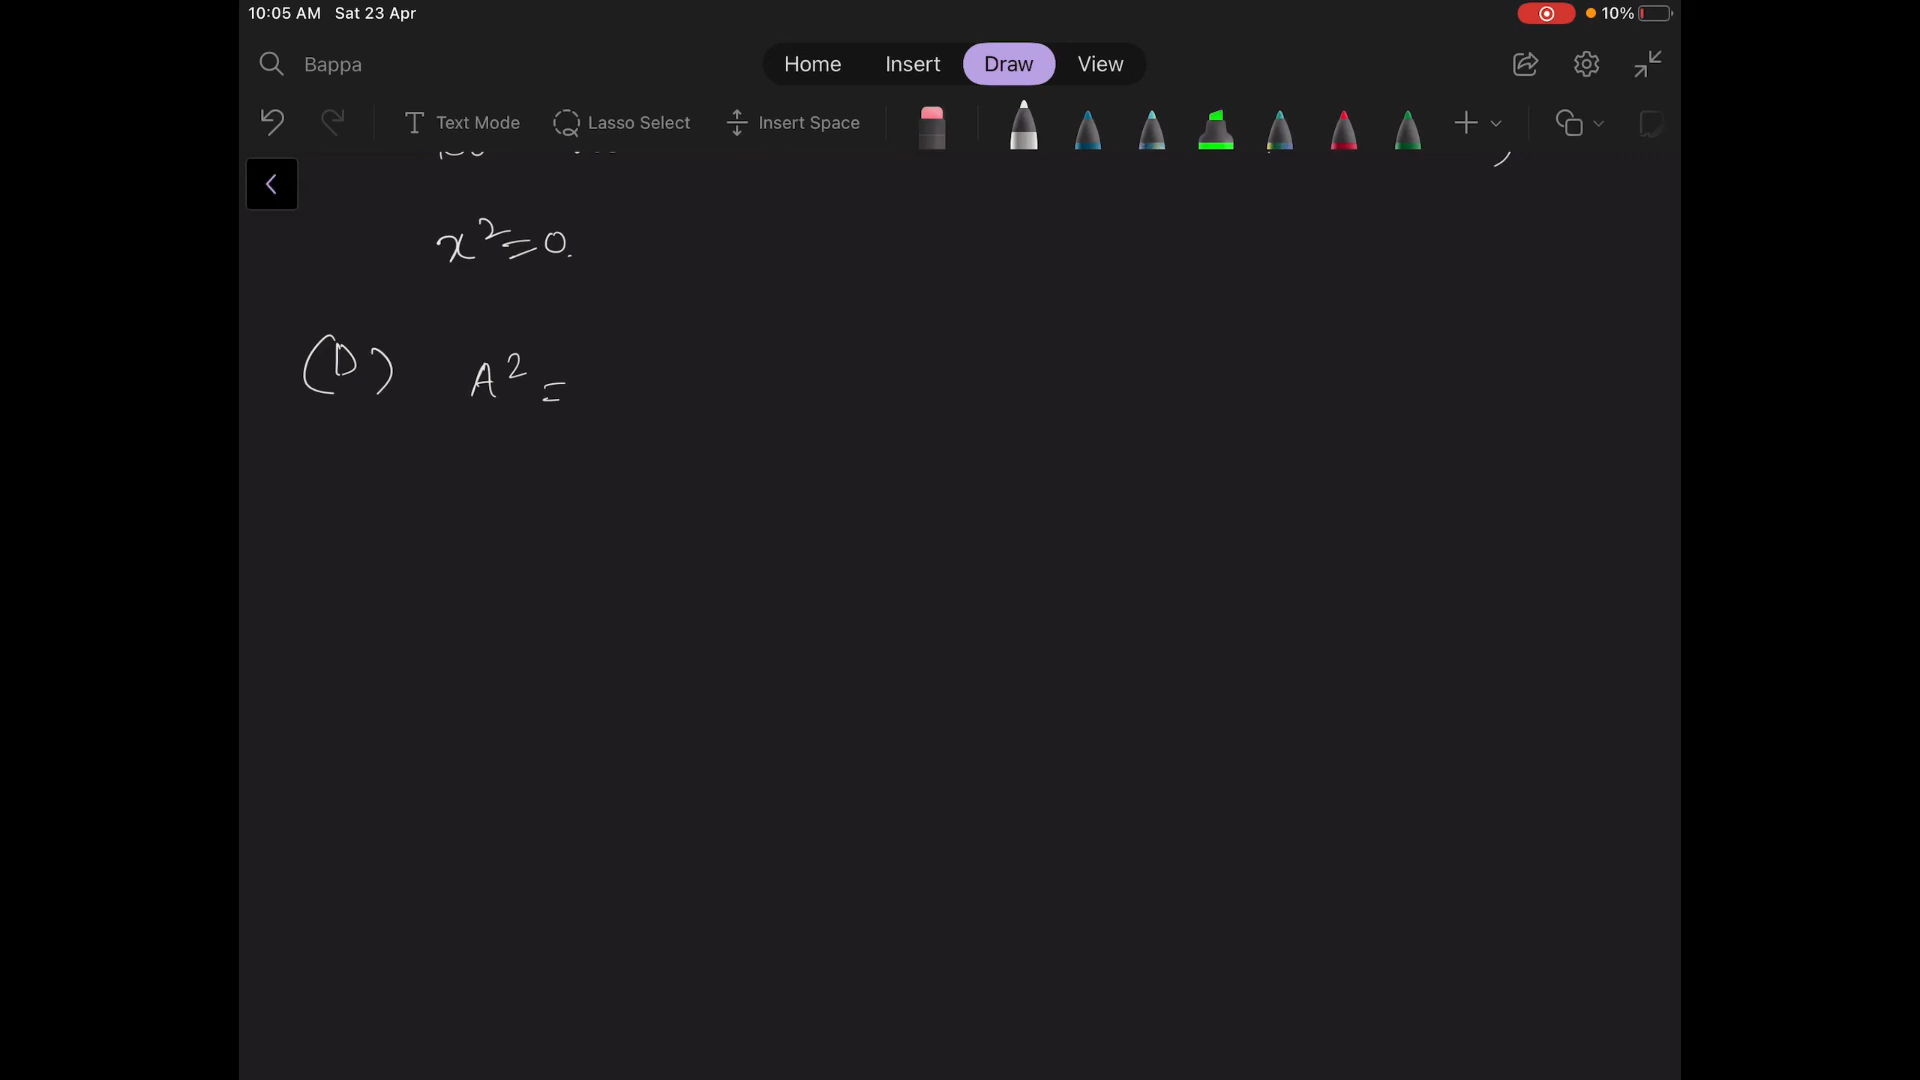 10:05 AM Sat 23 Apr 10%
Bappa Home Insert Draw View
Text Mode Lasso Select Insert Space
x²=0.
(D) A² =